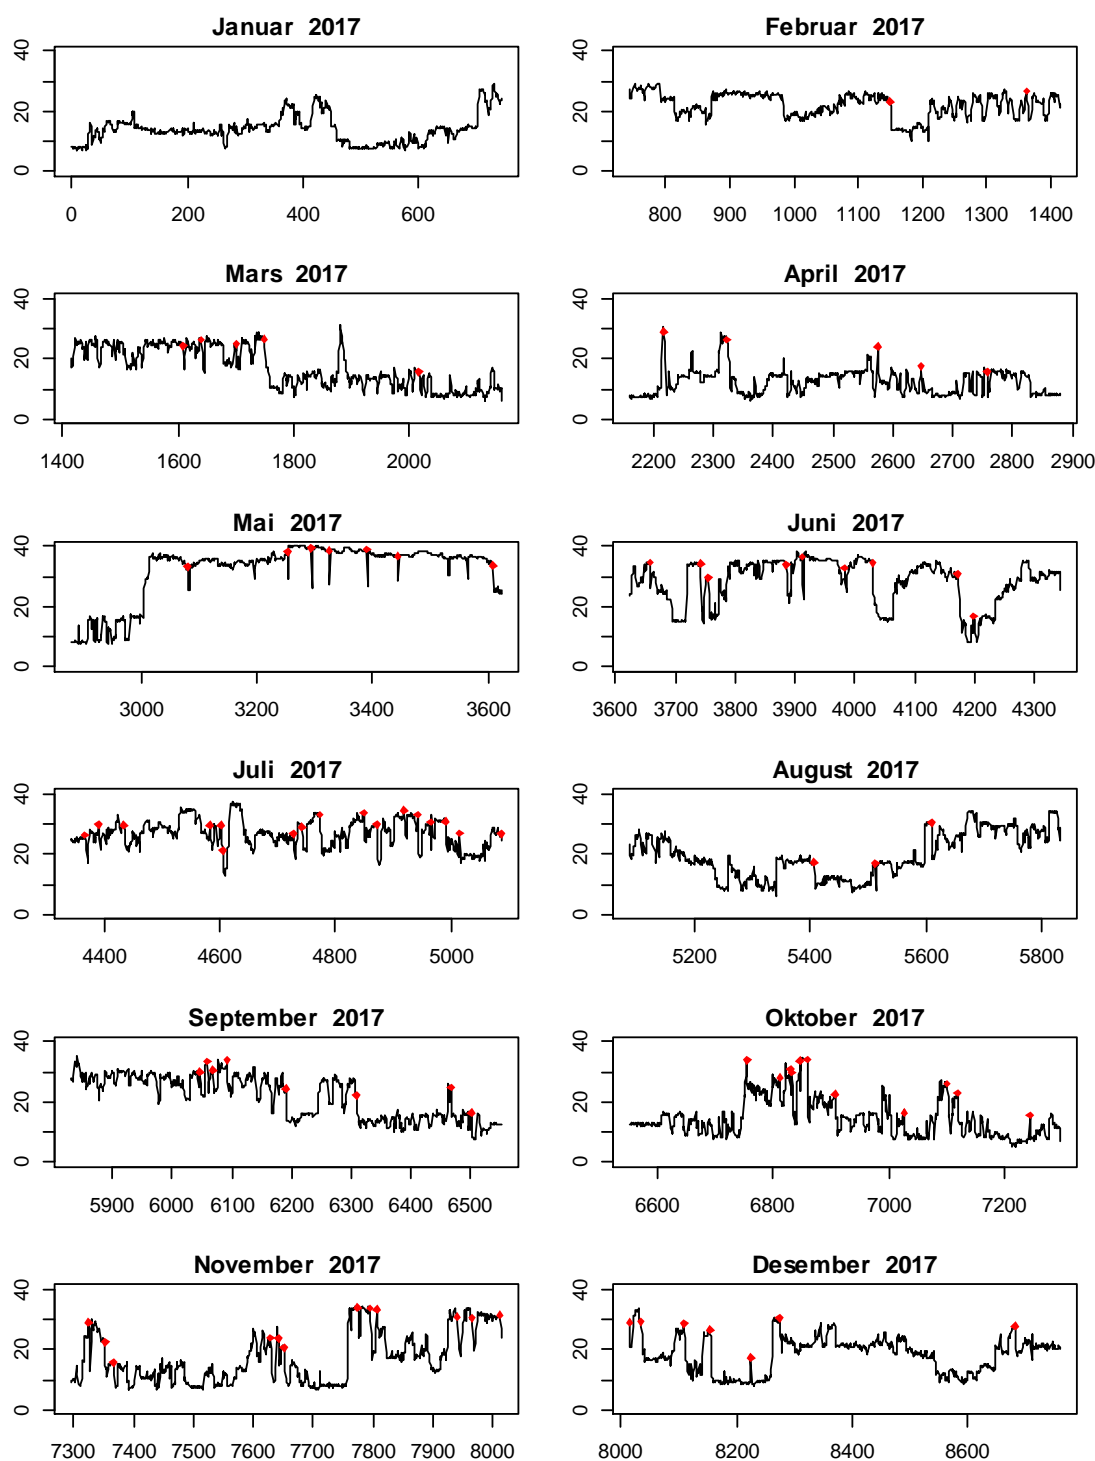 Januar 2017
Februar 2017
40
20
0
0 200 400 600
40
20
0
800 900 1000 1100 1200 1300 1400
Mars 2017
April 2017
40
20
0
1400 1600 1800 2000
40
20
0
2200 2300 2400 2500 2600 2700 2800 2900
Mai 2017
Juni 2017
40
20
0
3000 3200 3400 3600
40
20
0
3600 3700 3800 3900 4000 4100 4200 4300
Juli 2017
August 2017
40
20
0
4400 4600 4800 5000
40
20
0
5200 5400 5600 5800
September 2017
Oktober 2017
40
20
0
5900 6000 6100 6200 6300 6400 6500
40
20
0
6600 6800 7000 7200
November 2017
Desember 2017
40
20
0
7300 7400 7500 7600 7700 7800 7900 8000
40
20
0
8000 8200 8400 8600